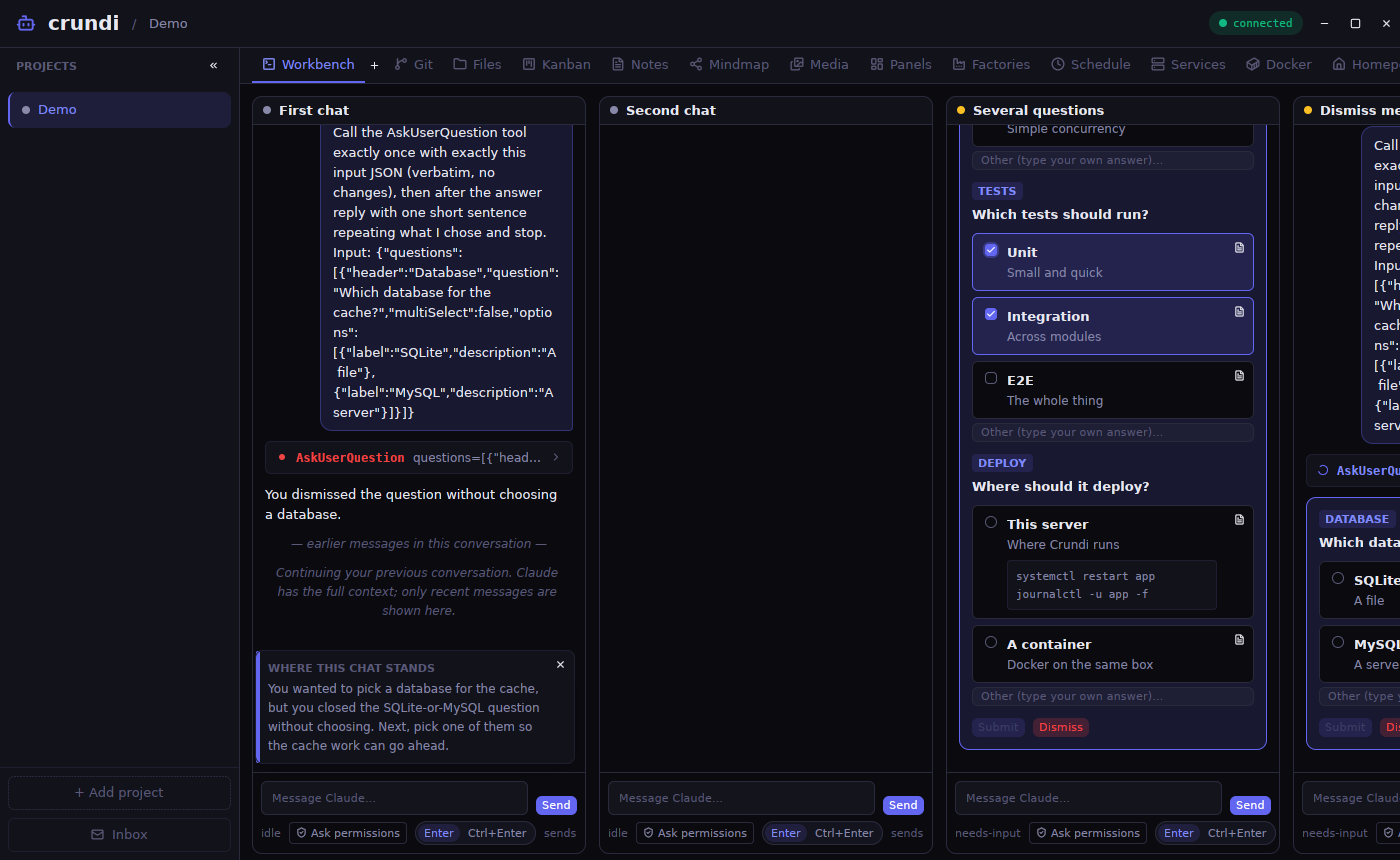 crundi / Demo
connected
PROJECTS
«
Demo
+ Add project
Inbox
Workbench + Git Files Kanban Notes Mindmap Media Panels Factories Schedule Services Docker
First chat
Call the AskUserQuestion tool
exactly once with exactly this
input JSON (verbatim, no
changes), then after the answer
reply with one short sentence
repeating what I chose and stop.
Input: {"questions":
[{"header":"Database","question":
"Which database for the
cache?","multiSelect":false,"optio
ns":
[{"label":"SQLite","description":"A
file"},
{"label":"MySQL","description":"A
server"}]}]}
AskUserQuestion questions=[{"head…
You dismissed the question without choosing
a database.
— earlier messages in this conversation —
Continuing your previous conversation. Claude
has the full context; only recent messages are
shown here.
WHERE THIS CHAT STANDS
You wanted to pick a database for the cache,
but you closed the SQLite-or-MySQL question
without choosing. Next, pick one of them so
the cache work can go ahead.
Message Claude…
Send
idle Ask permissions Enter Ctrl+Enter sends
Second chat
Message Claude…
Send
idle Ask permissions Enter Ctrl+Enter sends
Several questions
Simple concurrency
Other (type your own answer)…
TESTS
Which tests should run?
Unit
Small and quick
Integration
Across modules
E2E
The whole thing
Other (type your own answer)…
DEPLOY
Where should it deploy?
This server
Where Crundi runs
systemctl restart app
journalctl -u app -f
A container
Docker on the same box
Other (type your own answer)…
Submit Dismiss
Message Claude…
Send
needs-input Ask permissions Enter Ctrl+Enter
Dismiss
Call
[{"la
file"
{"la
DATABASE
Which data
SQLite
A file
MySQL
A serve
Other (type y
Submit
needs-input